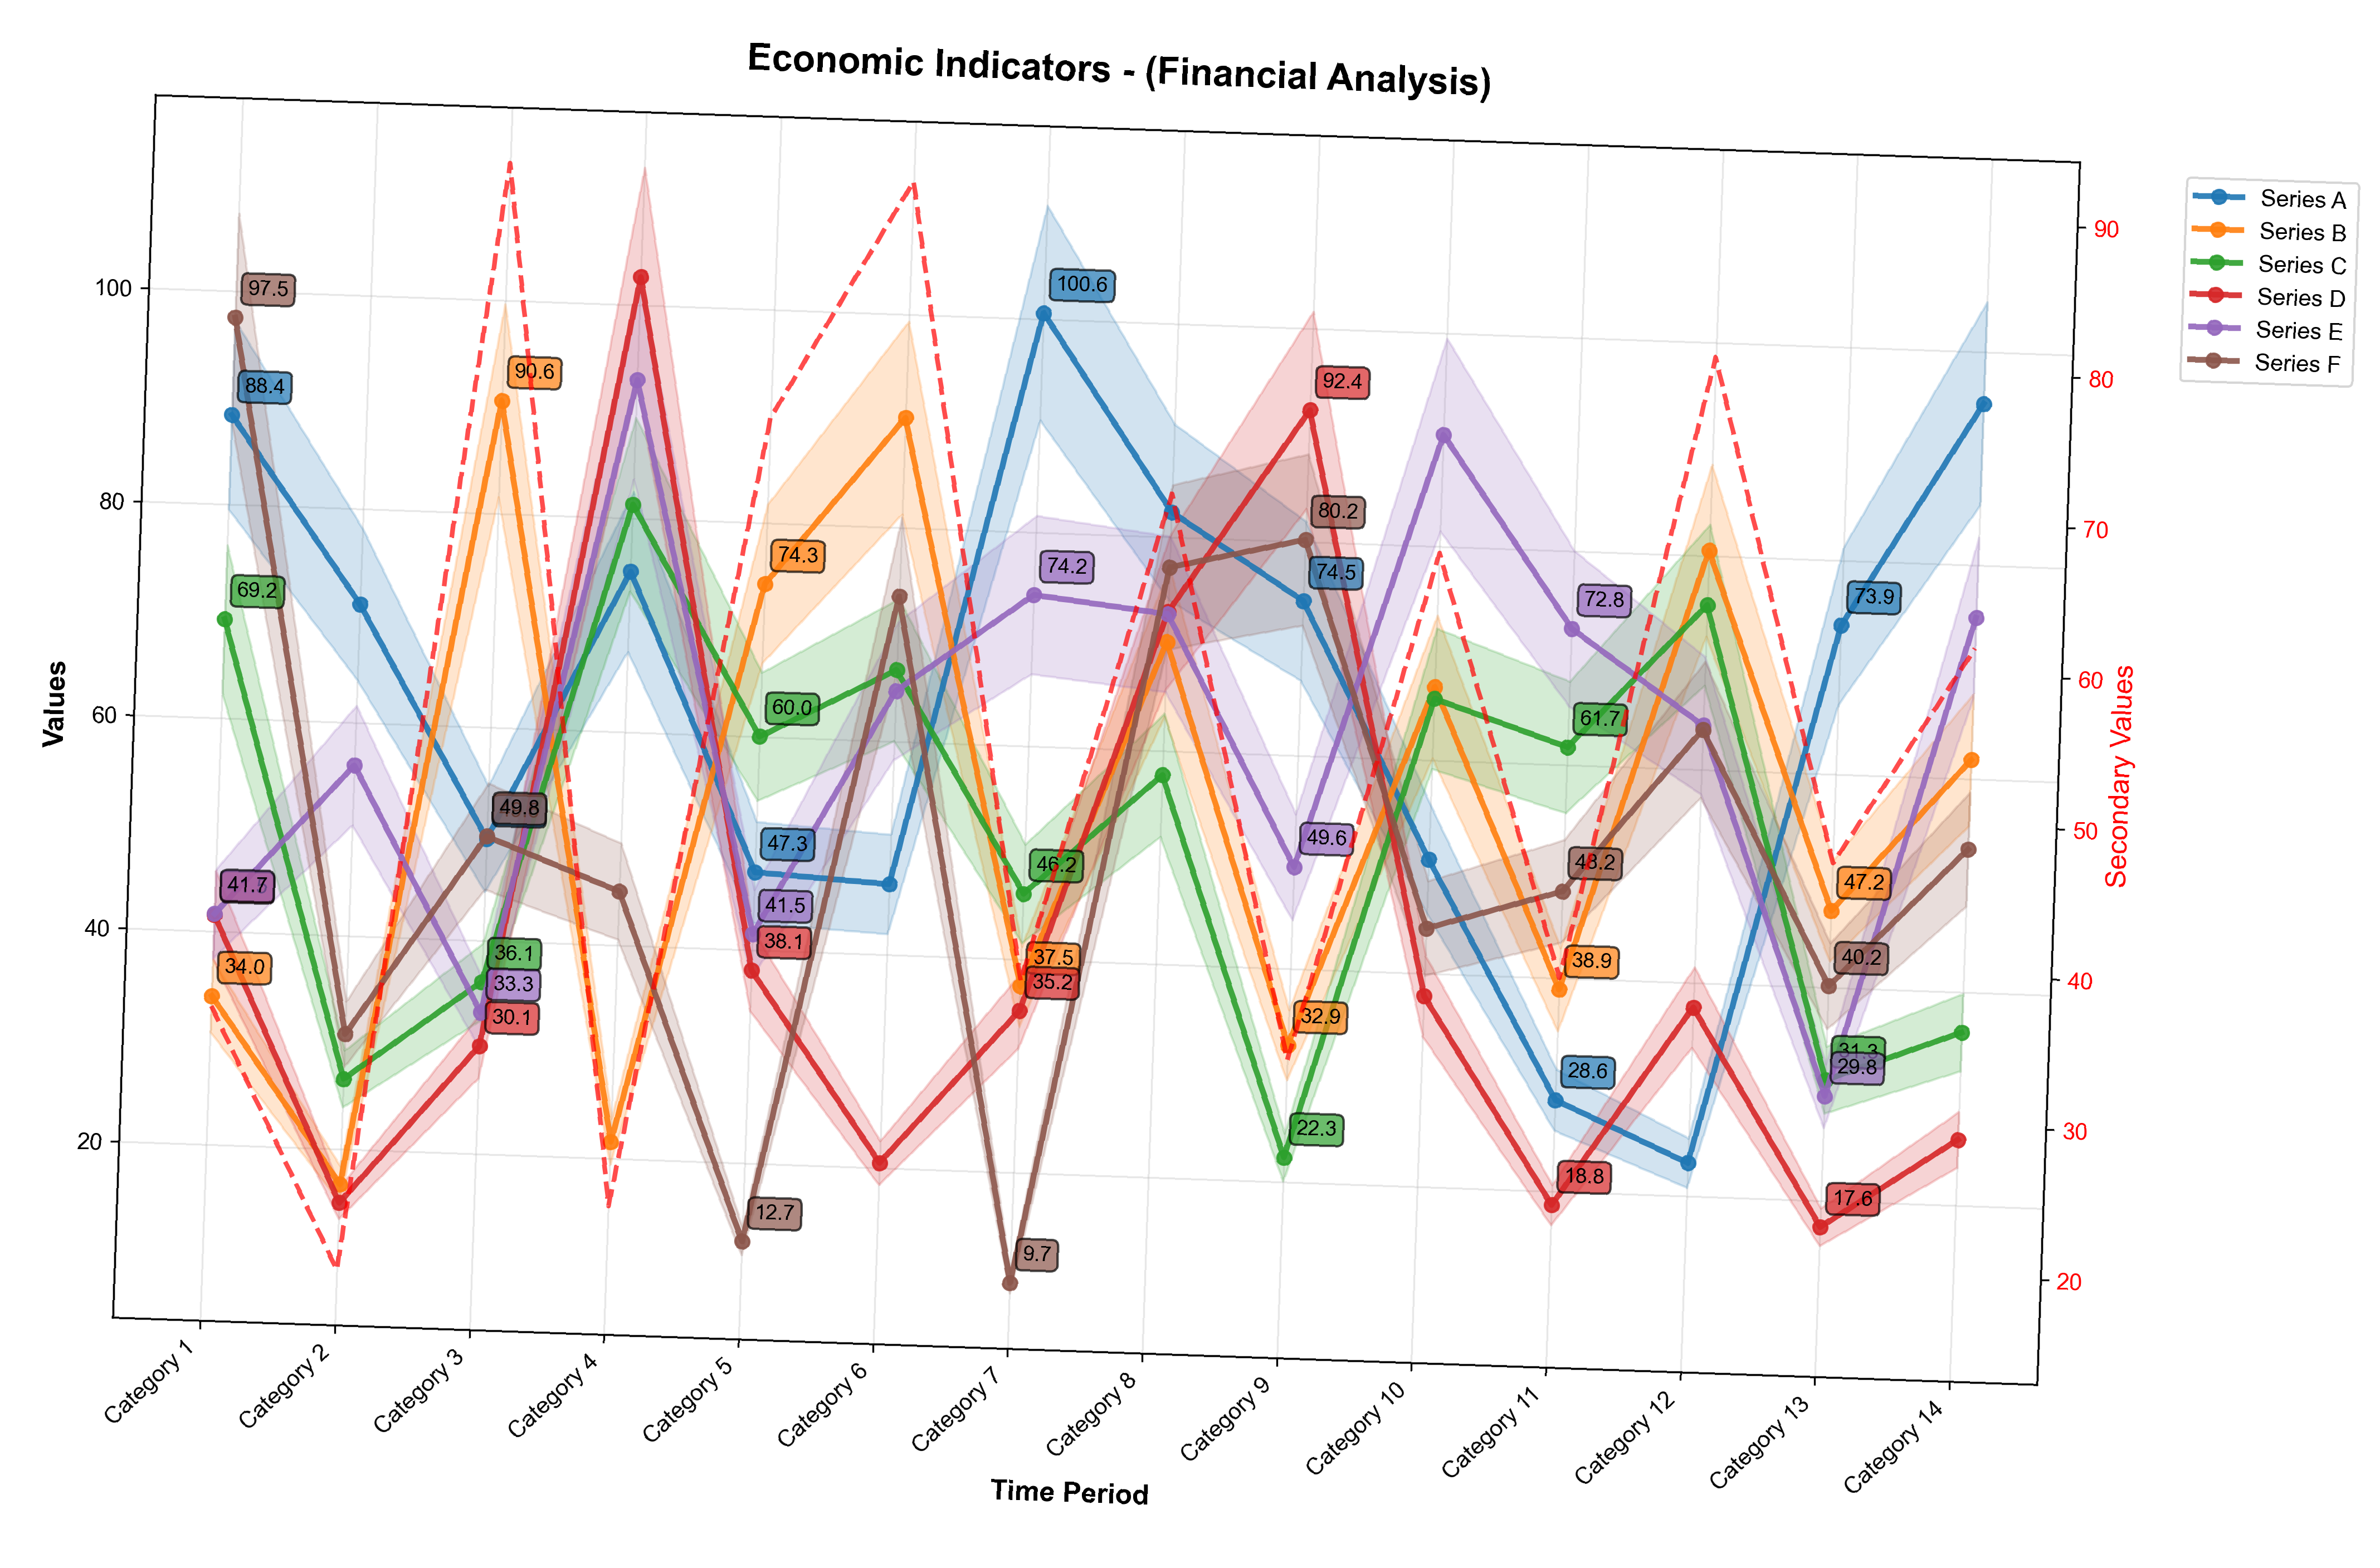 Economic Indicators - (Financial Analysis)
Series A
Series B
Series C
Series D
Series E
Series F
Values
100
80
60
40
20
Secondary Values
90
80
70
60
50
40
30
20
97.5
88.4
69.2
41.7
34.0
90.6
49.8
36.1
33.3
30.1
74.3
60.0
47.3
41.5
38.1
12.7
100.6
74.2
46.2
37.5
35.2
9.7
92.4
80.2
74.5
49.6
32.9
22.3
72.8
61.7
48.2
38.9
28.6
18.8
73.9
47.2
40.2
31.3
29.8
17.6
Category 1
Category 2
Category 3
Category 4
Category 5
Category 6
Category 7
Category 8
Category 9
Category 10
Category 11
Category 12
Category 13
Category 14
Time Period